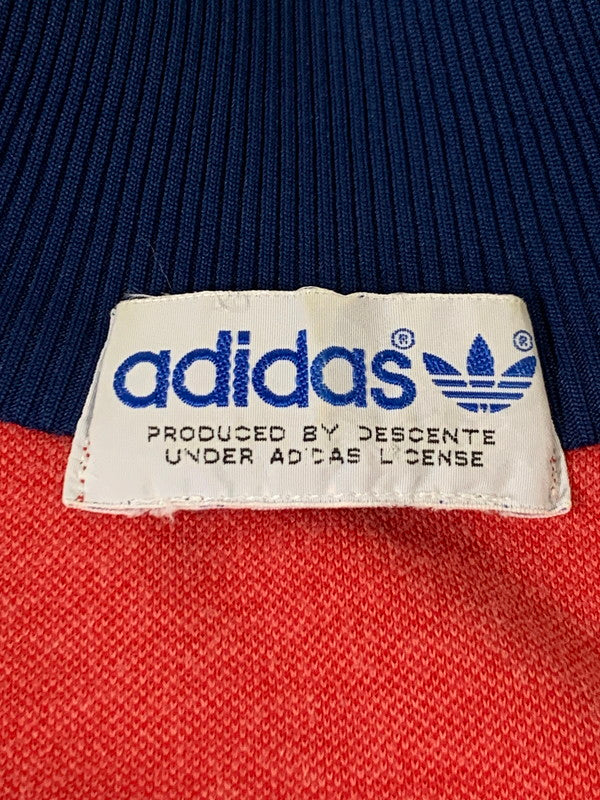 adidas® ®
PRODUCED BY DESCENTE
UNDER ADIDAS LICENSE